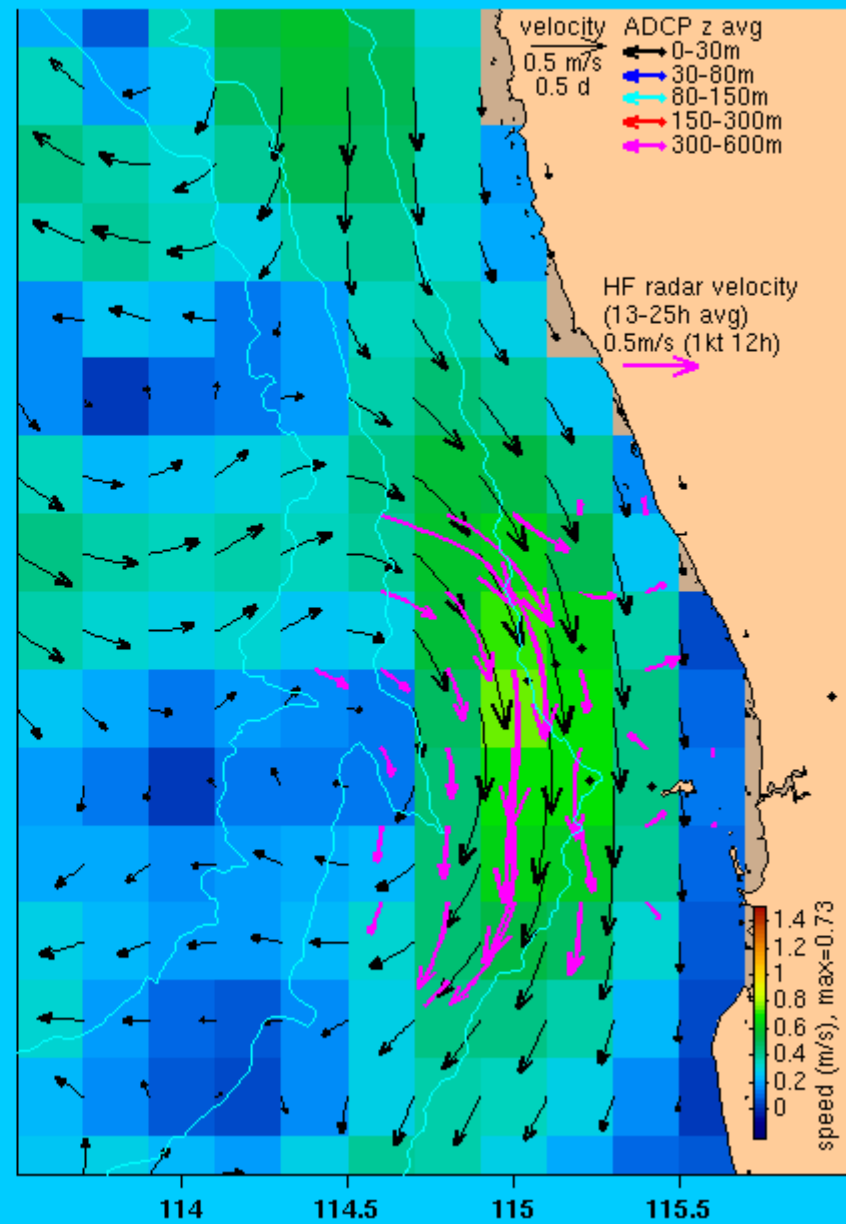 velocity
0.5 m/s
0.5 d
ADCP z avg
0-30m
30-80m
80-150m
150-300m
300-600m
HF radar velocity
(13-25h avg)
0.5m/s (1kt 12h)
1.4
1.2
1
0.8
0.6
0.4
0.2
0
speed (m/s), max=0.73
114
114.5
115
115.5